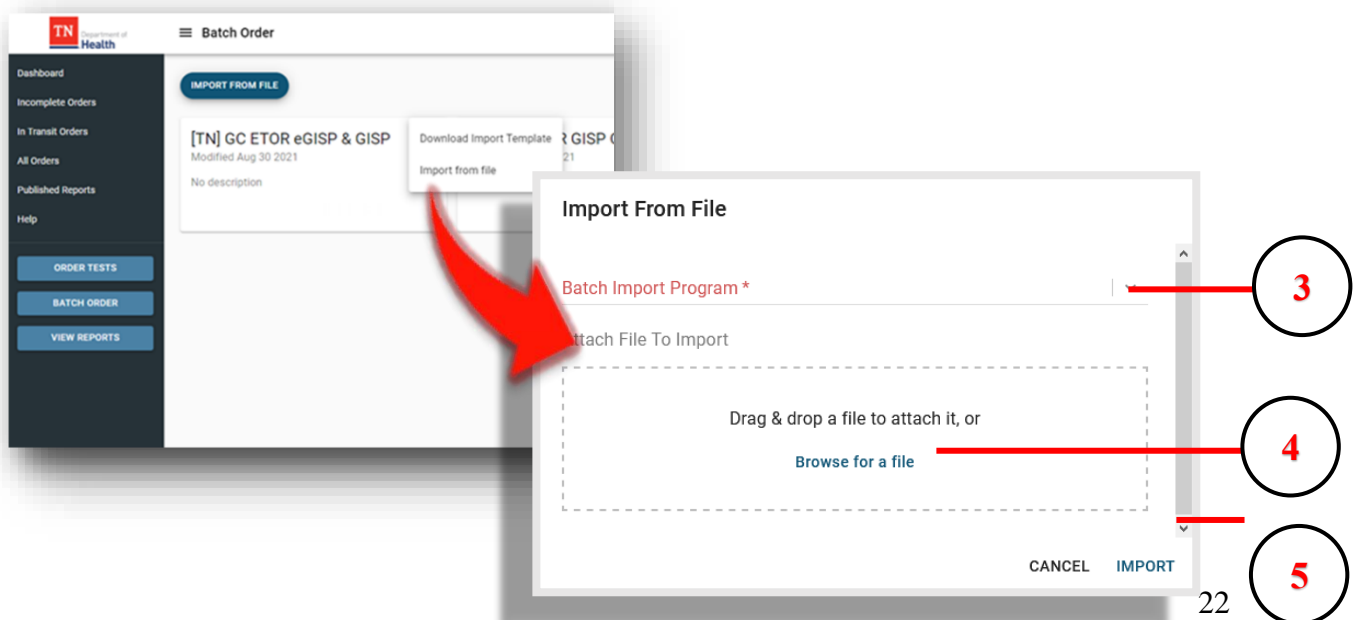 TN Department of
Health
Batch Order
Dashboard
Incomplete Orders
In Transit Orders
All Orders
Published Reports
Help
ORDER TESTS
BATCH ORDER
VIEW REPORTS
IMPORT FROM FILE
[TN] GC ETOR eGISP & GISP
Modified Aug 30 2021
No description
Download Import Template
Import from file
R GISP
21
Import From File
Batch Import Program *
ttach File To Import
Drag & drop a file to attach it, or
Browse for a file
CANCEL IMPORT
3
4
5
22